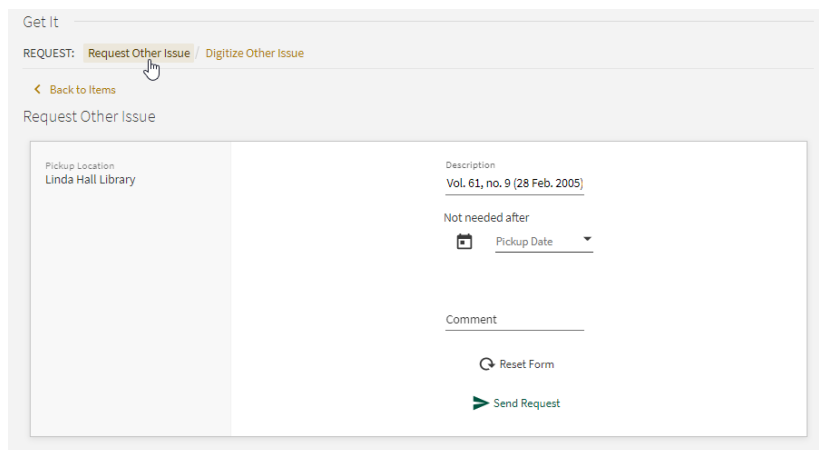 Get It
REQUEST: Request Other Issue / Digitize Other Issue
Back to Items
Request Other Issue
Pickup Location
Linda Hall Library
Description
Vol. 61, no. 9 (28 Feb. 2005)
Not needed after
Pickup Date
Comment
Reset Form
Send Request